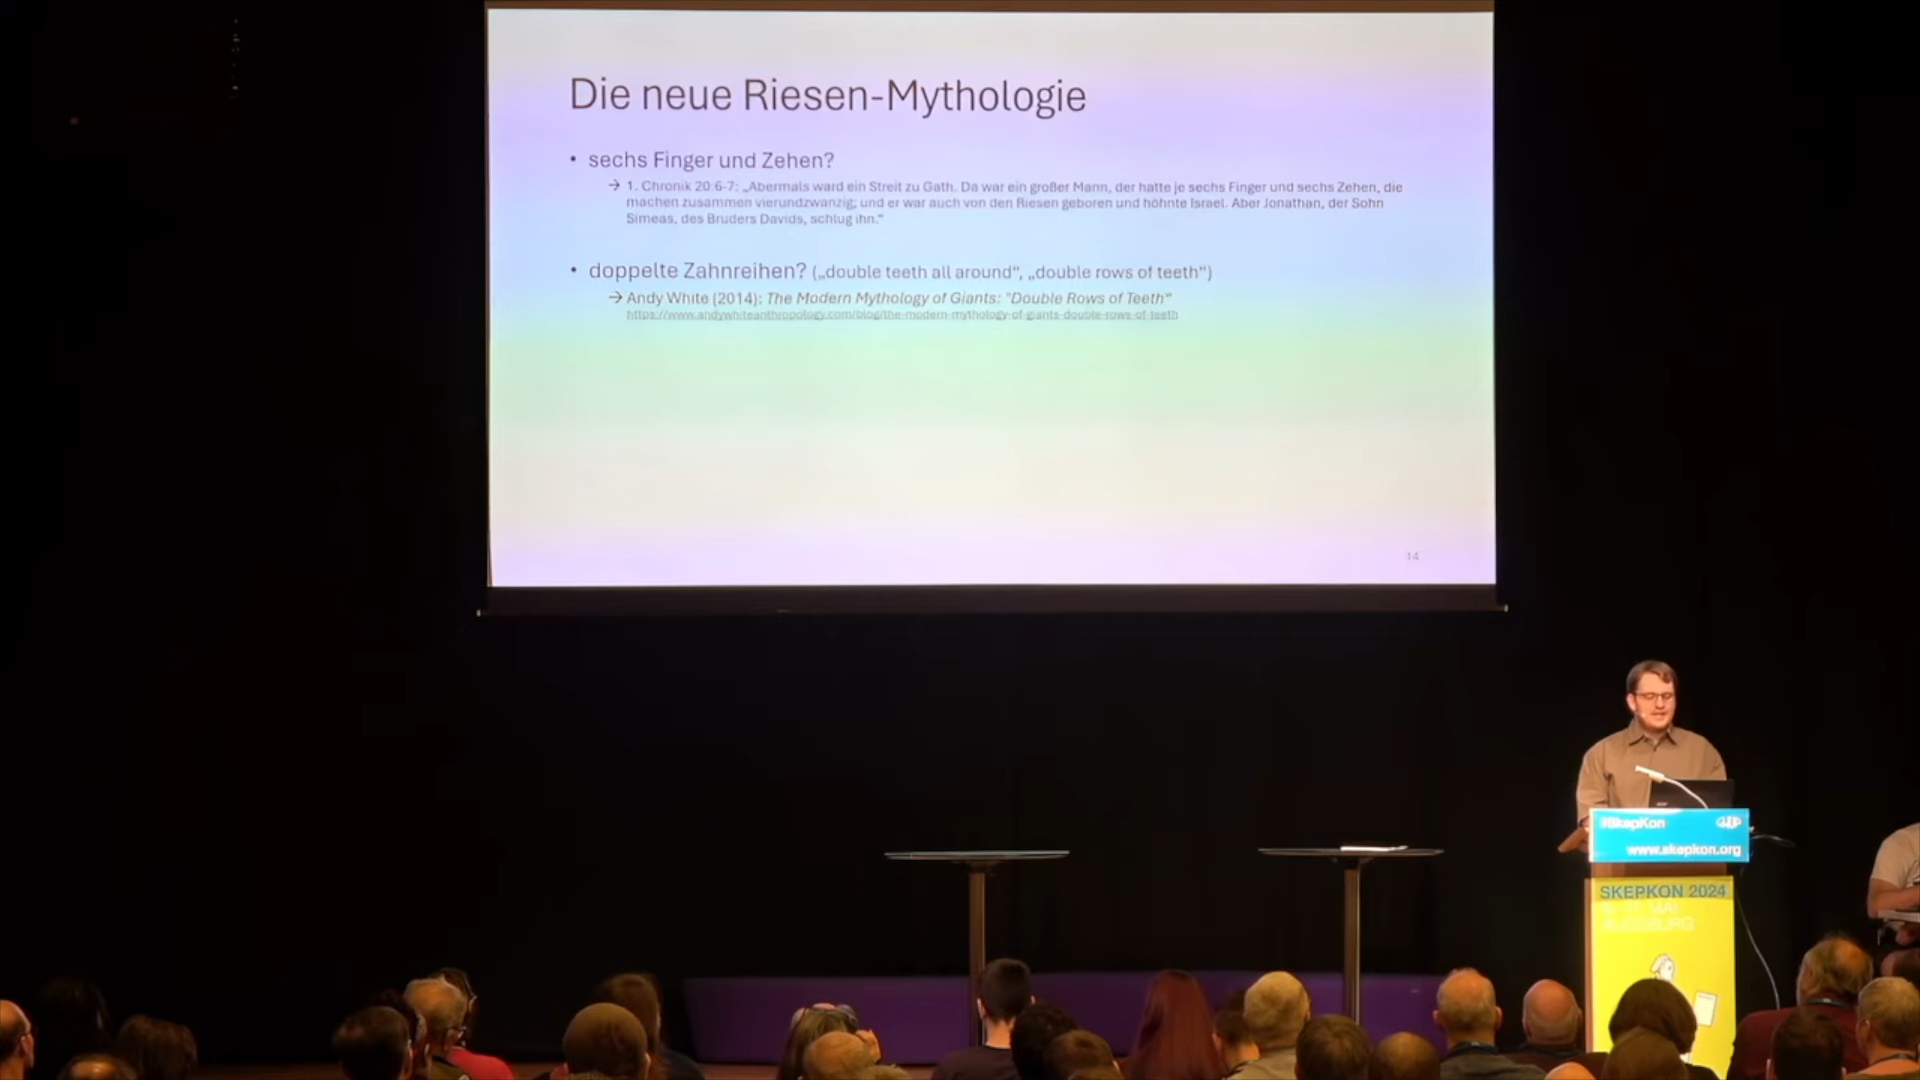 Die neue Riesen-Mythologie
• sechs Finger und Zehen?
→ 1. Chronik 20:6-7: „Abermals ward ein Streit zu Gath. Da war ein großer Mann, der hatte je sechs Finger und sechs Zehen, die
machen zusammen vierundzwanzig; und er war auch von den Riesen geboren und höhnte Israel. Aber Jonathan, der Sohn
Simeas, des Bruders Davids, schlug ihn.“
• doppelte Zahnreihen? („double teeth all around“, „double rows of teeth“)
→ Andy White (2014): The Modern Mythology of Giants: "Double Rows of Teeth"
https://www.andywhiteanthropology.com/blog/the-modern-mythology-of-giants-double-rows-of-teeth
14
#SkepKon
www.skepkon.org
SKEPKON 2024
MAI
AUGSBURG